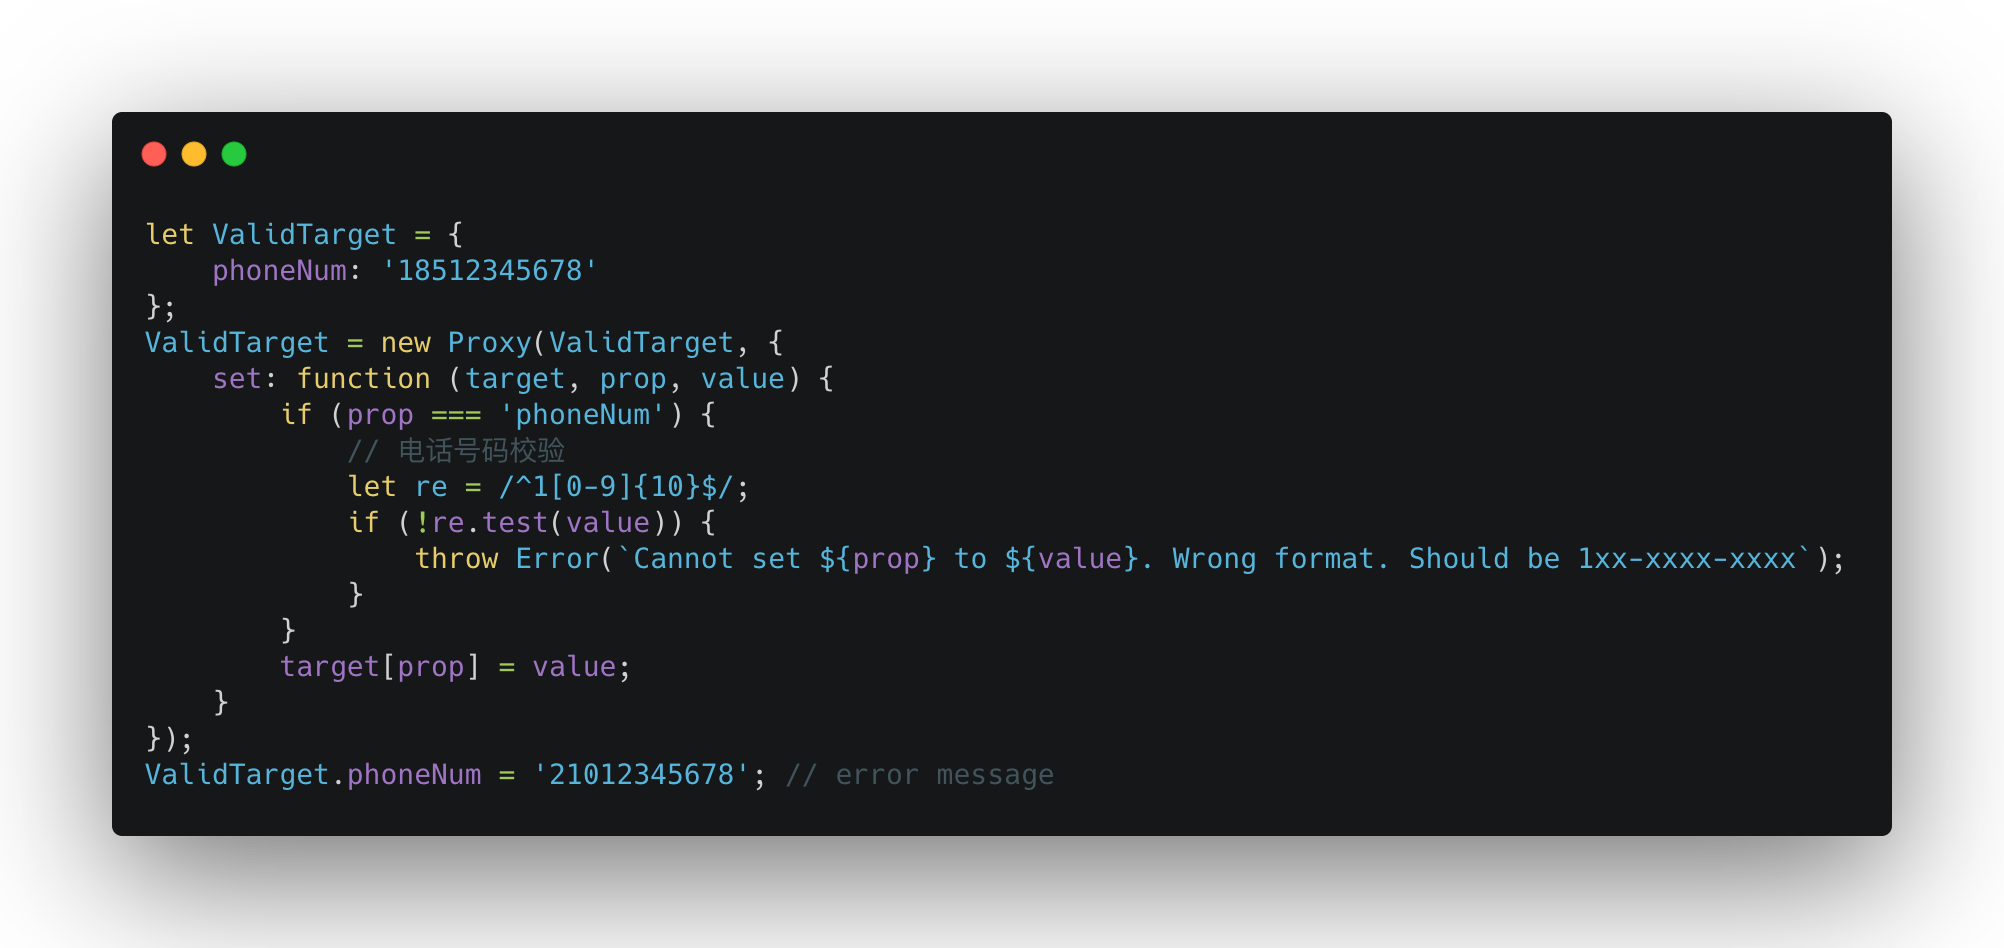 let ValidTarget = {
    phoneNum: '18512345678'
};
ValidTarget = new Proxy(ValidTarget, {
    set: function (target, prop, value) {
        if (prop === 'phoneNum') {
            // 电话号码校验
            let re = /^1[0-9]{10}$/;
            if (!re.test(value)) {
                throw Error(`Cannot set ${prop} to ${value}. Wrong format. Should be 1xx-xxxx-xxxx`);
            }
        }
        target[prop] = value;
    }
});
ValidTarget.phoneNum = '21012345678'; // error message